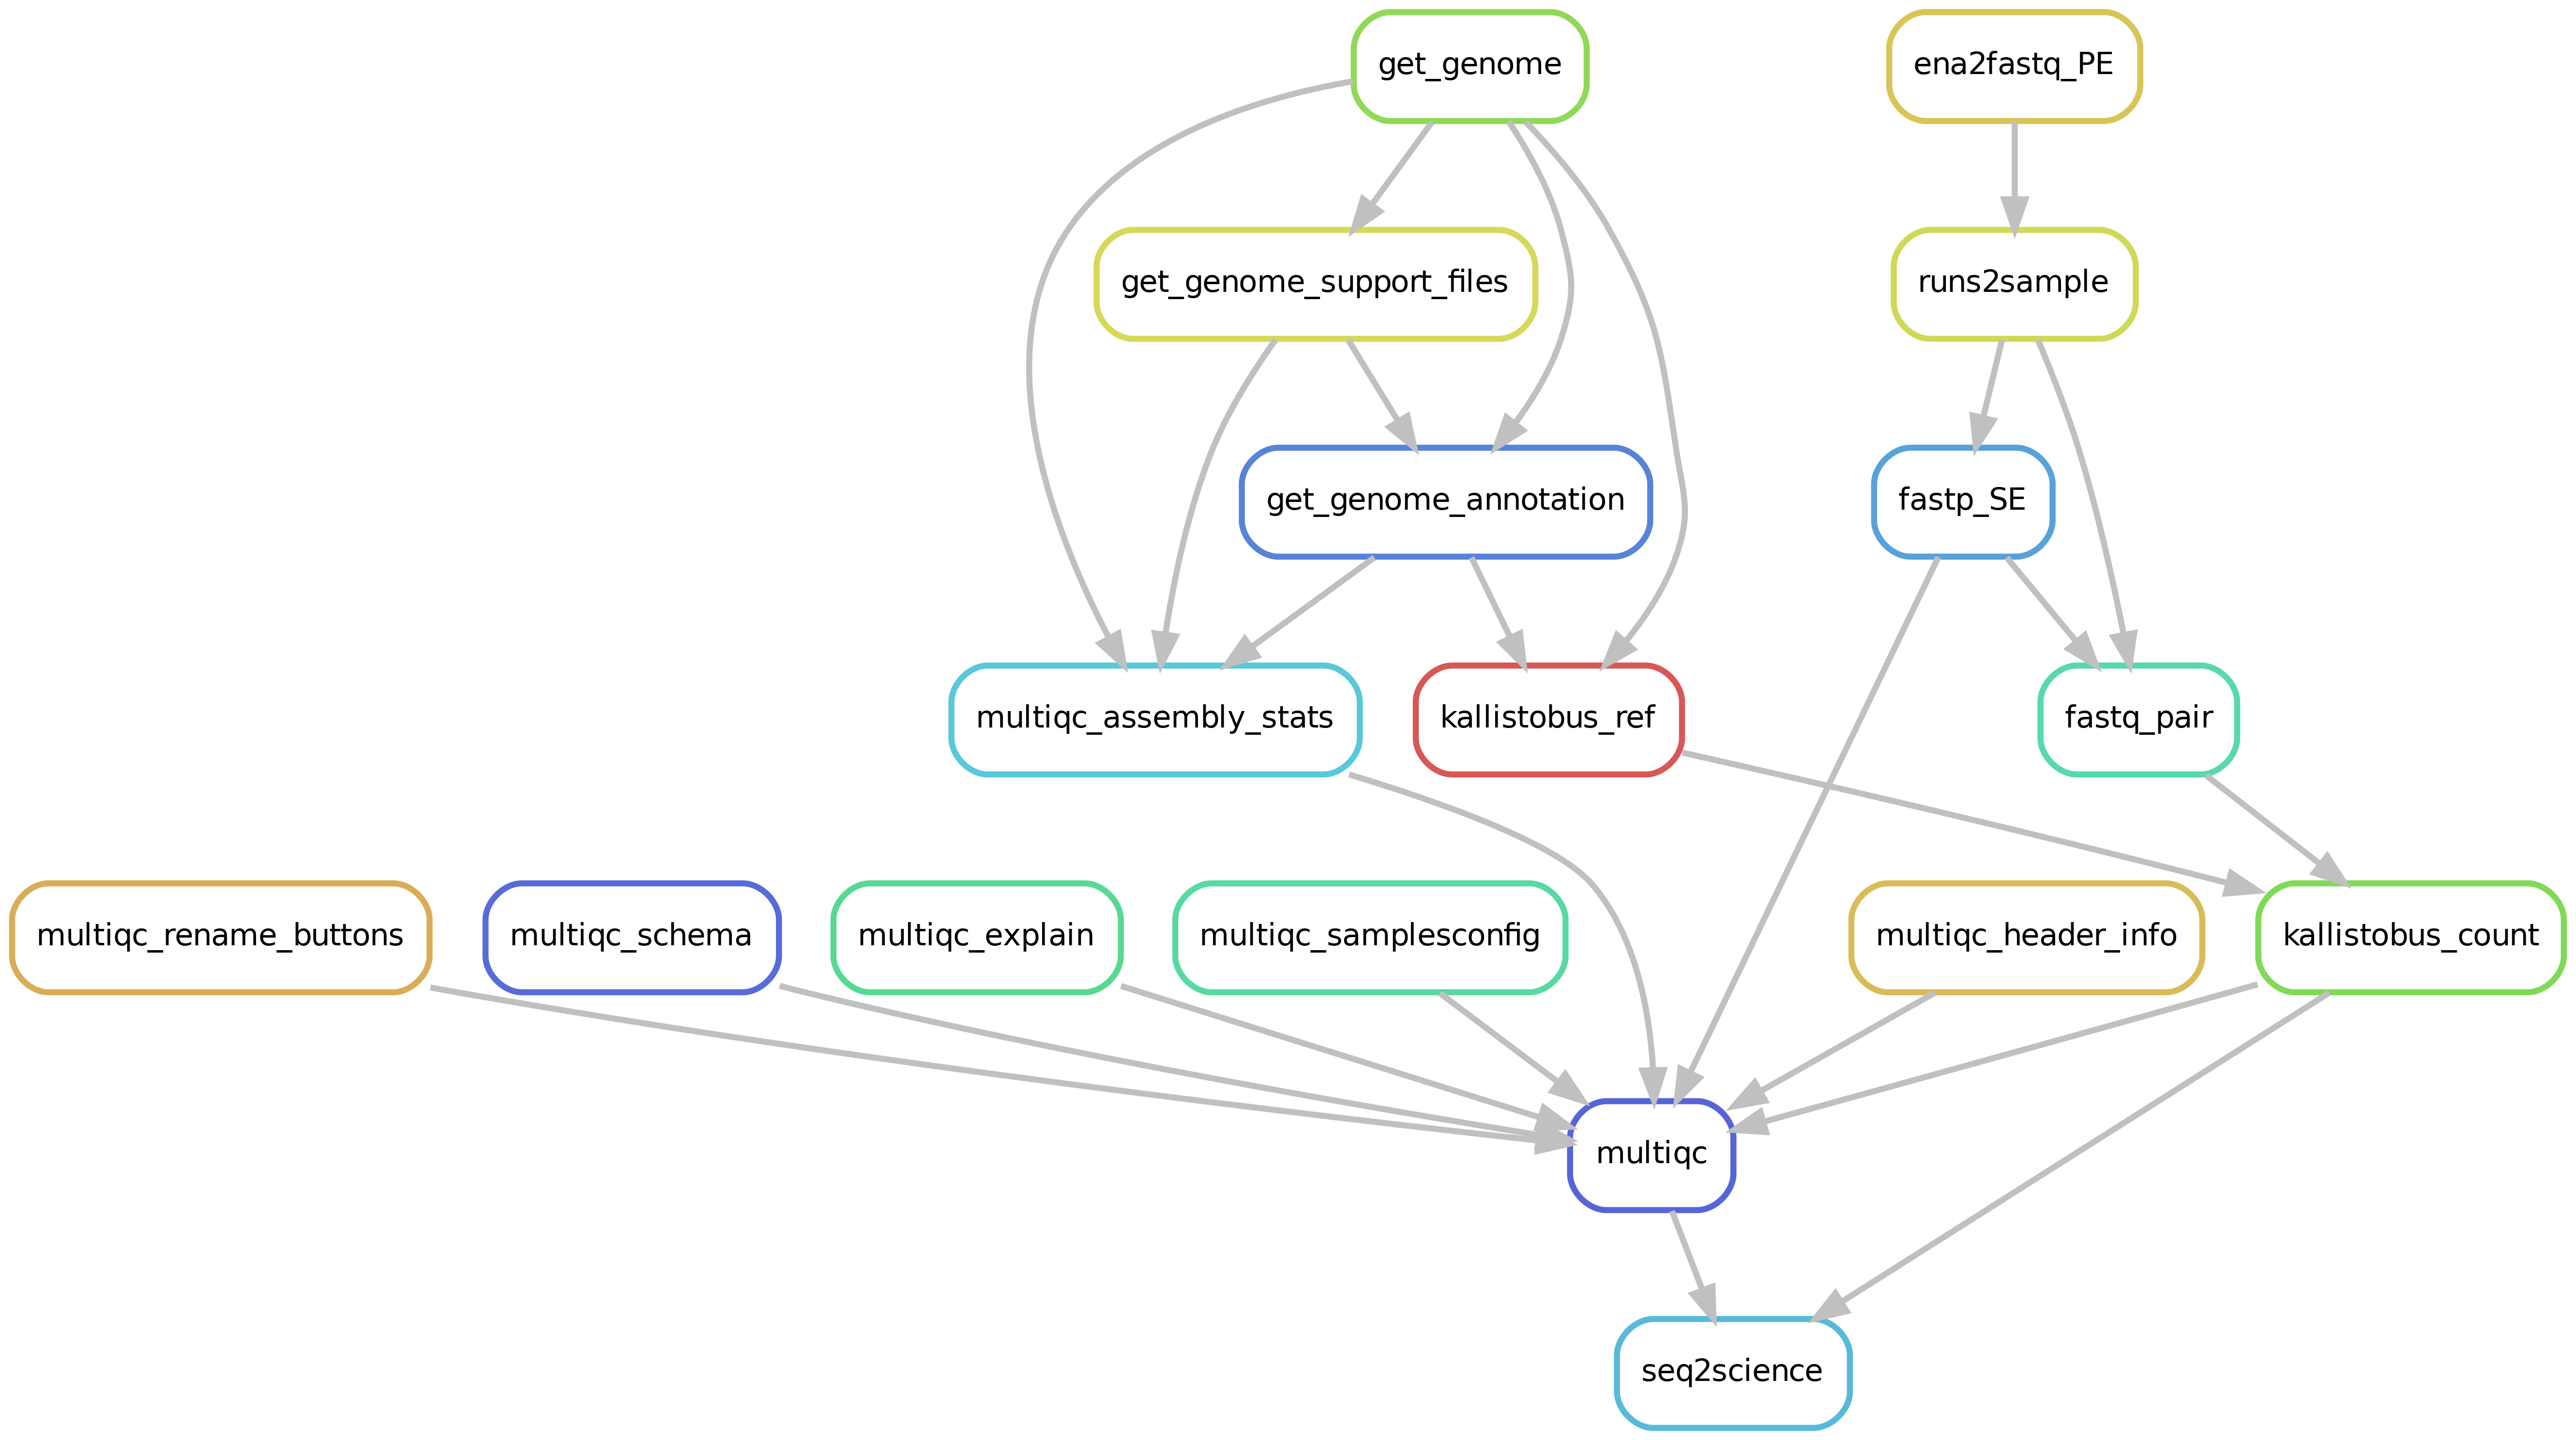 get_genome
ena2fastq_PE
get_genome_support_files
runs2sample
get_genome_annotation
fastp_SE
multiqc_assembly_stats
kallistobus_ref
fastq_pair
multiqc_rename_buttons
multiqc_schema
multiqc_explain
multiqc_samplesconfig
multiqc_header_info
kallistobus_count
multiqc
seq2science